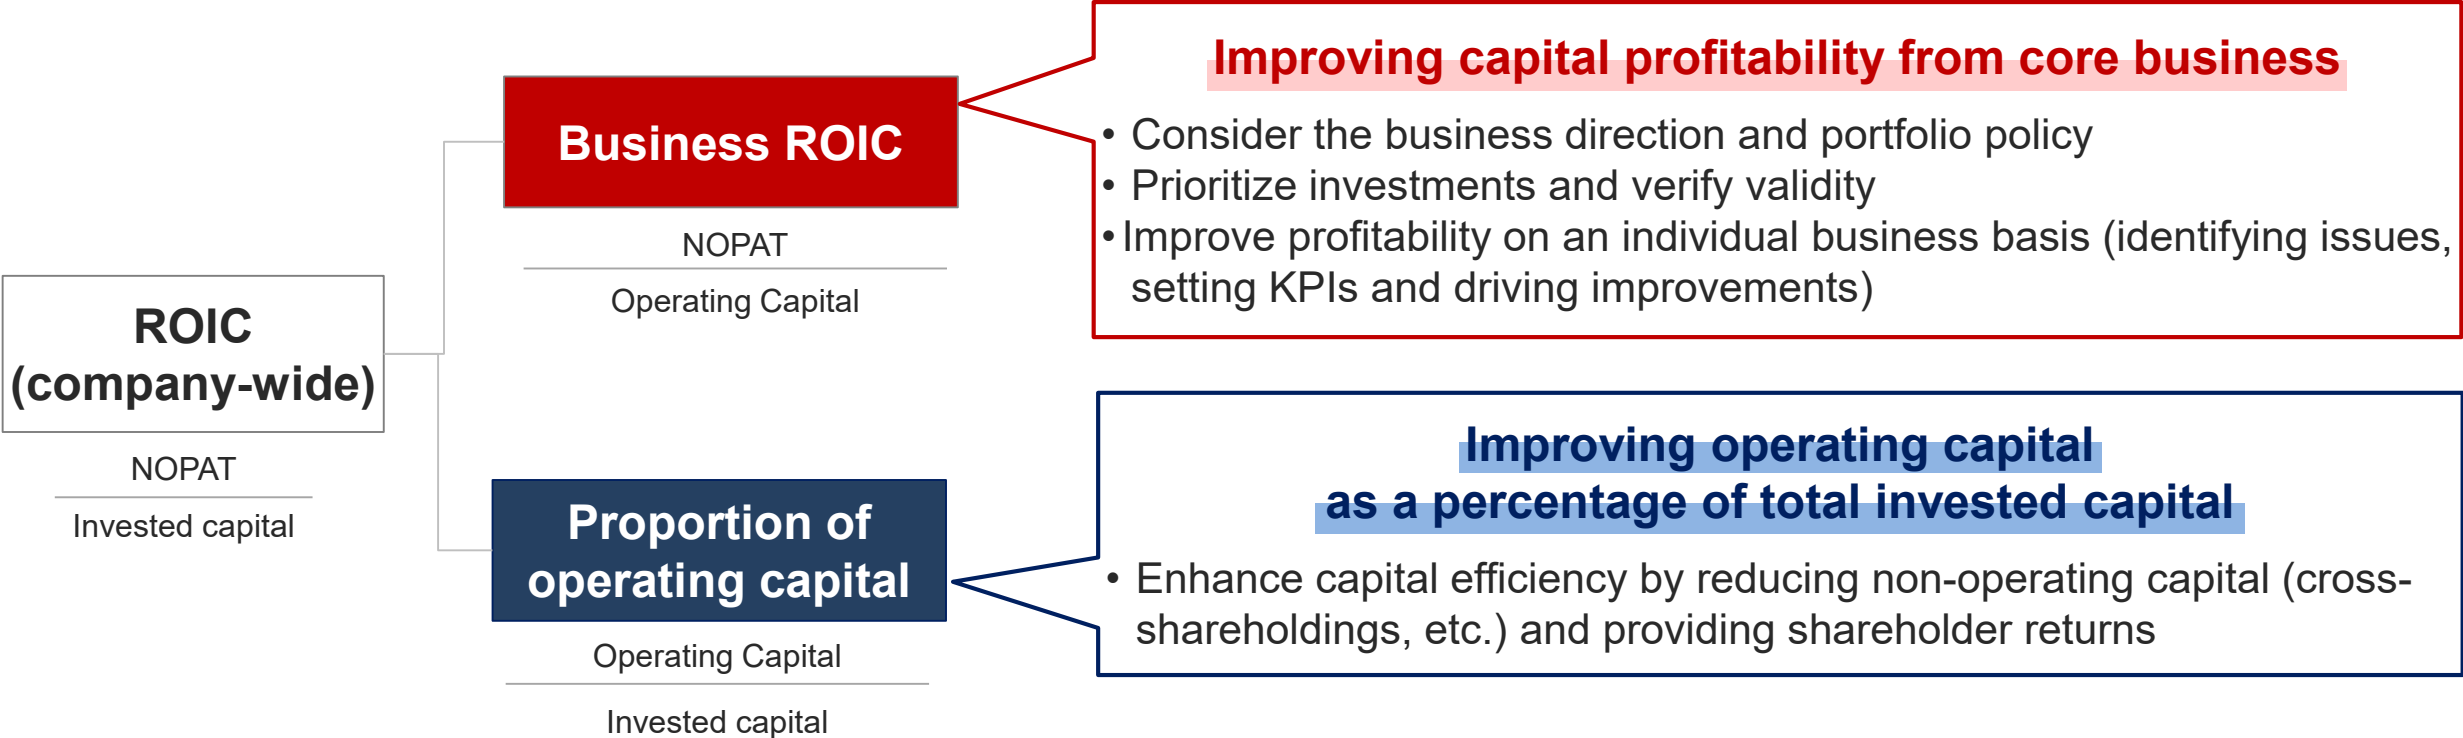 ROIC
(company-wide)
NOPAT
Invested capital
Business ROIC
NOPAT
Operating Capital
Improving capital profitability from core business
• Consider the business direction and portfolio policy
• Prioritize investments and verify validity
• Improve profitability on an individual business basis (identifying issues,
setting KPIs and driving improvements)
Proportion of
operating capital
Operating Capital
Invested capital
Improving operating capital
as a percentage of total invested capital
• Enhance capital efficiency by reducing non-operating capital (cross-
shareholdings, etc.) and providing shareholder returns